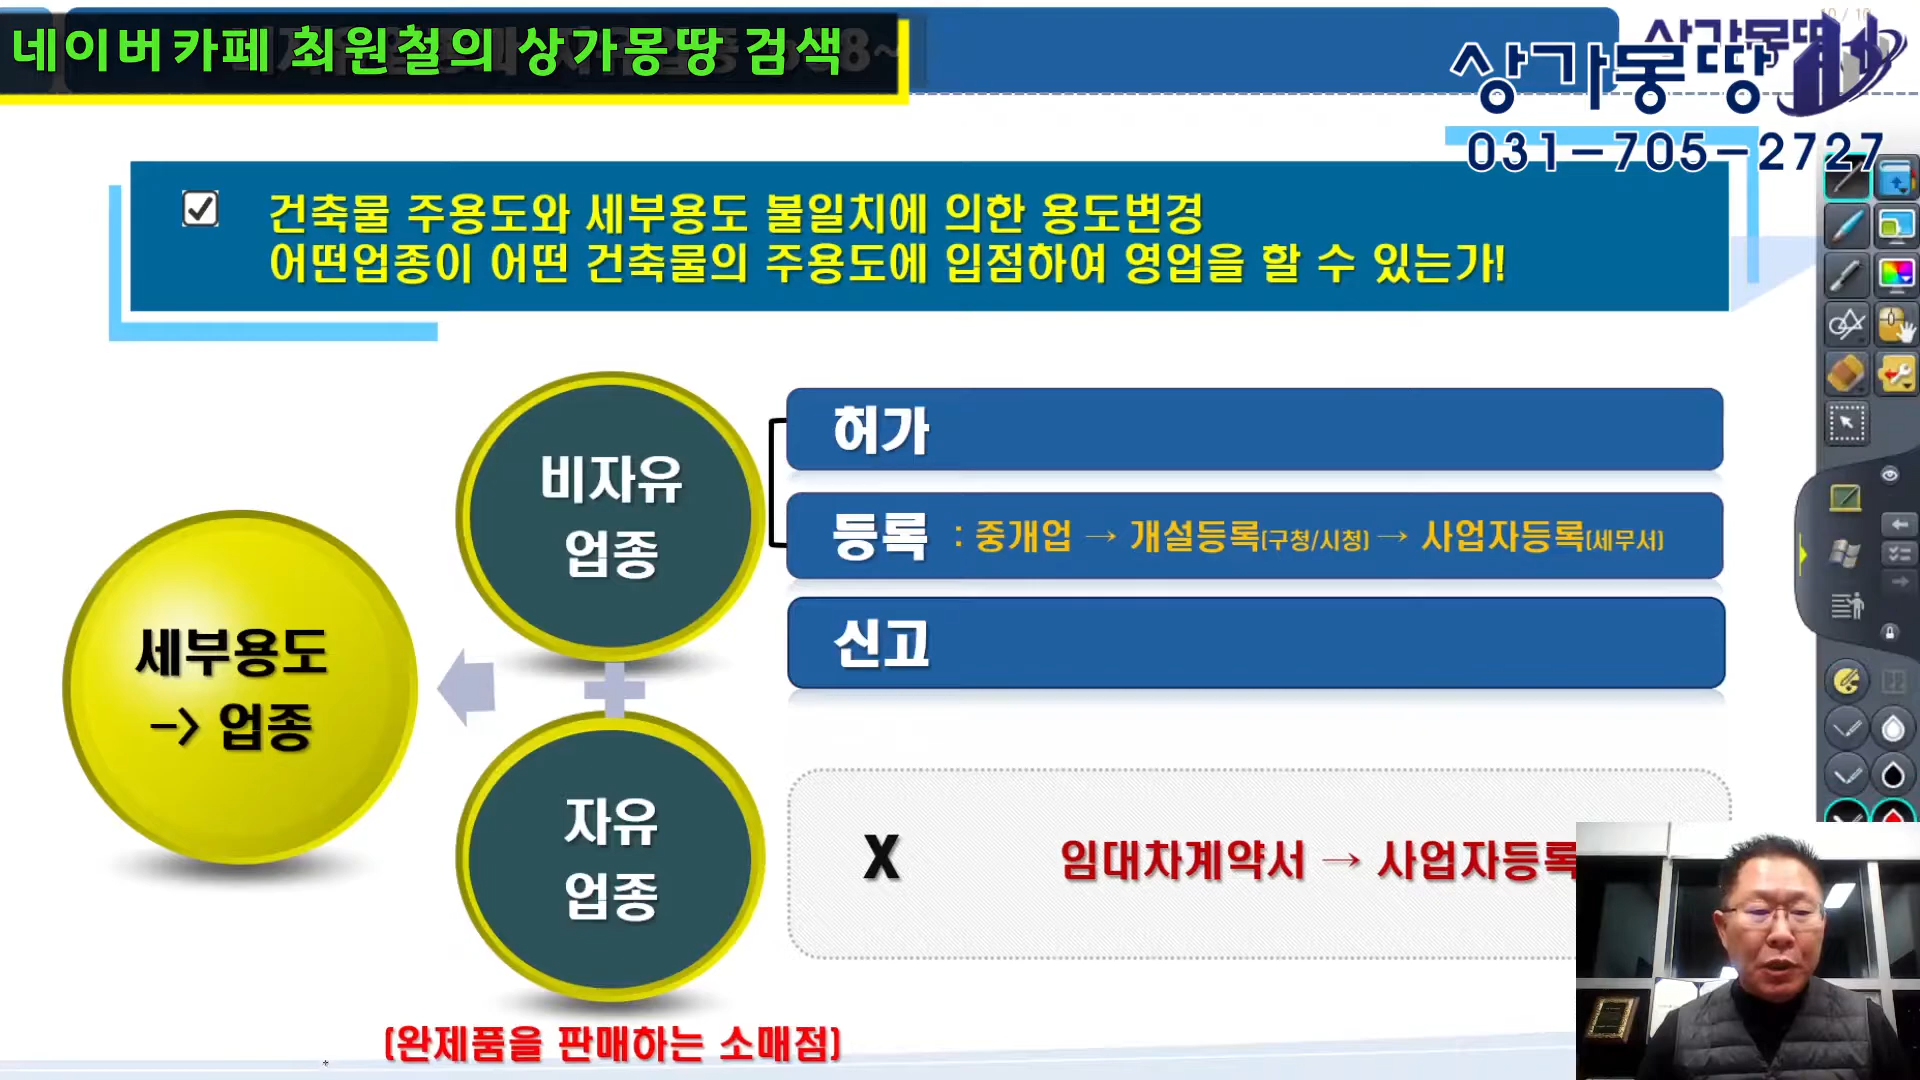 네이버카페 최원철의 상가몽땅 검색
상가몽땅
031-705-2727
건축물 주용도와 세부용도 불일치에 의한 용도변경
어떤업종이 어떤 건축물의 주용도에 입점하여 영업을 할 수 있는가!
비자유
업종
허가
등록 : 중개업 → 개설등록(구청/시청) → 사업자등록(세무서)
신고
세부용도
-> 업종
자유
업종
X 임대차계약서 → 사업자등록
(완제품을 판매하는 소매점)